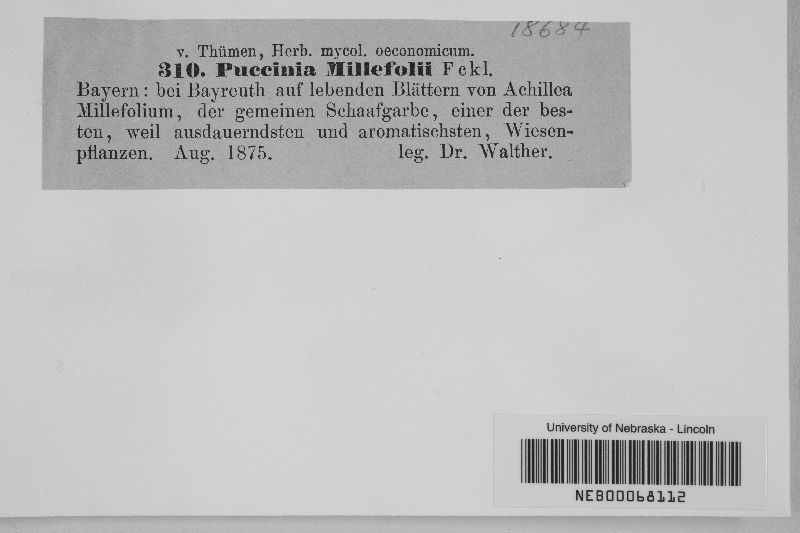 18684
v. Thümen, Herb. mycol. oeconomicum.
310. Puccinia Millefolii Fckl.
Bayern: bei Bayreuth auf lebenden Blättern von Achillea
Millefolium, der gemeinen Schaafgarbe, einer der bes-
ten, weil ausdauerndsten und aromatischsten, Wiesen-
pflanzen. Aug. 1875. leg. Dr. Walther.
University of Nebraska - Lincoln
NEB00068112